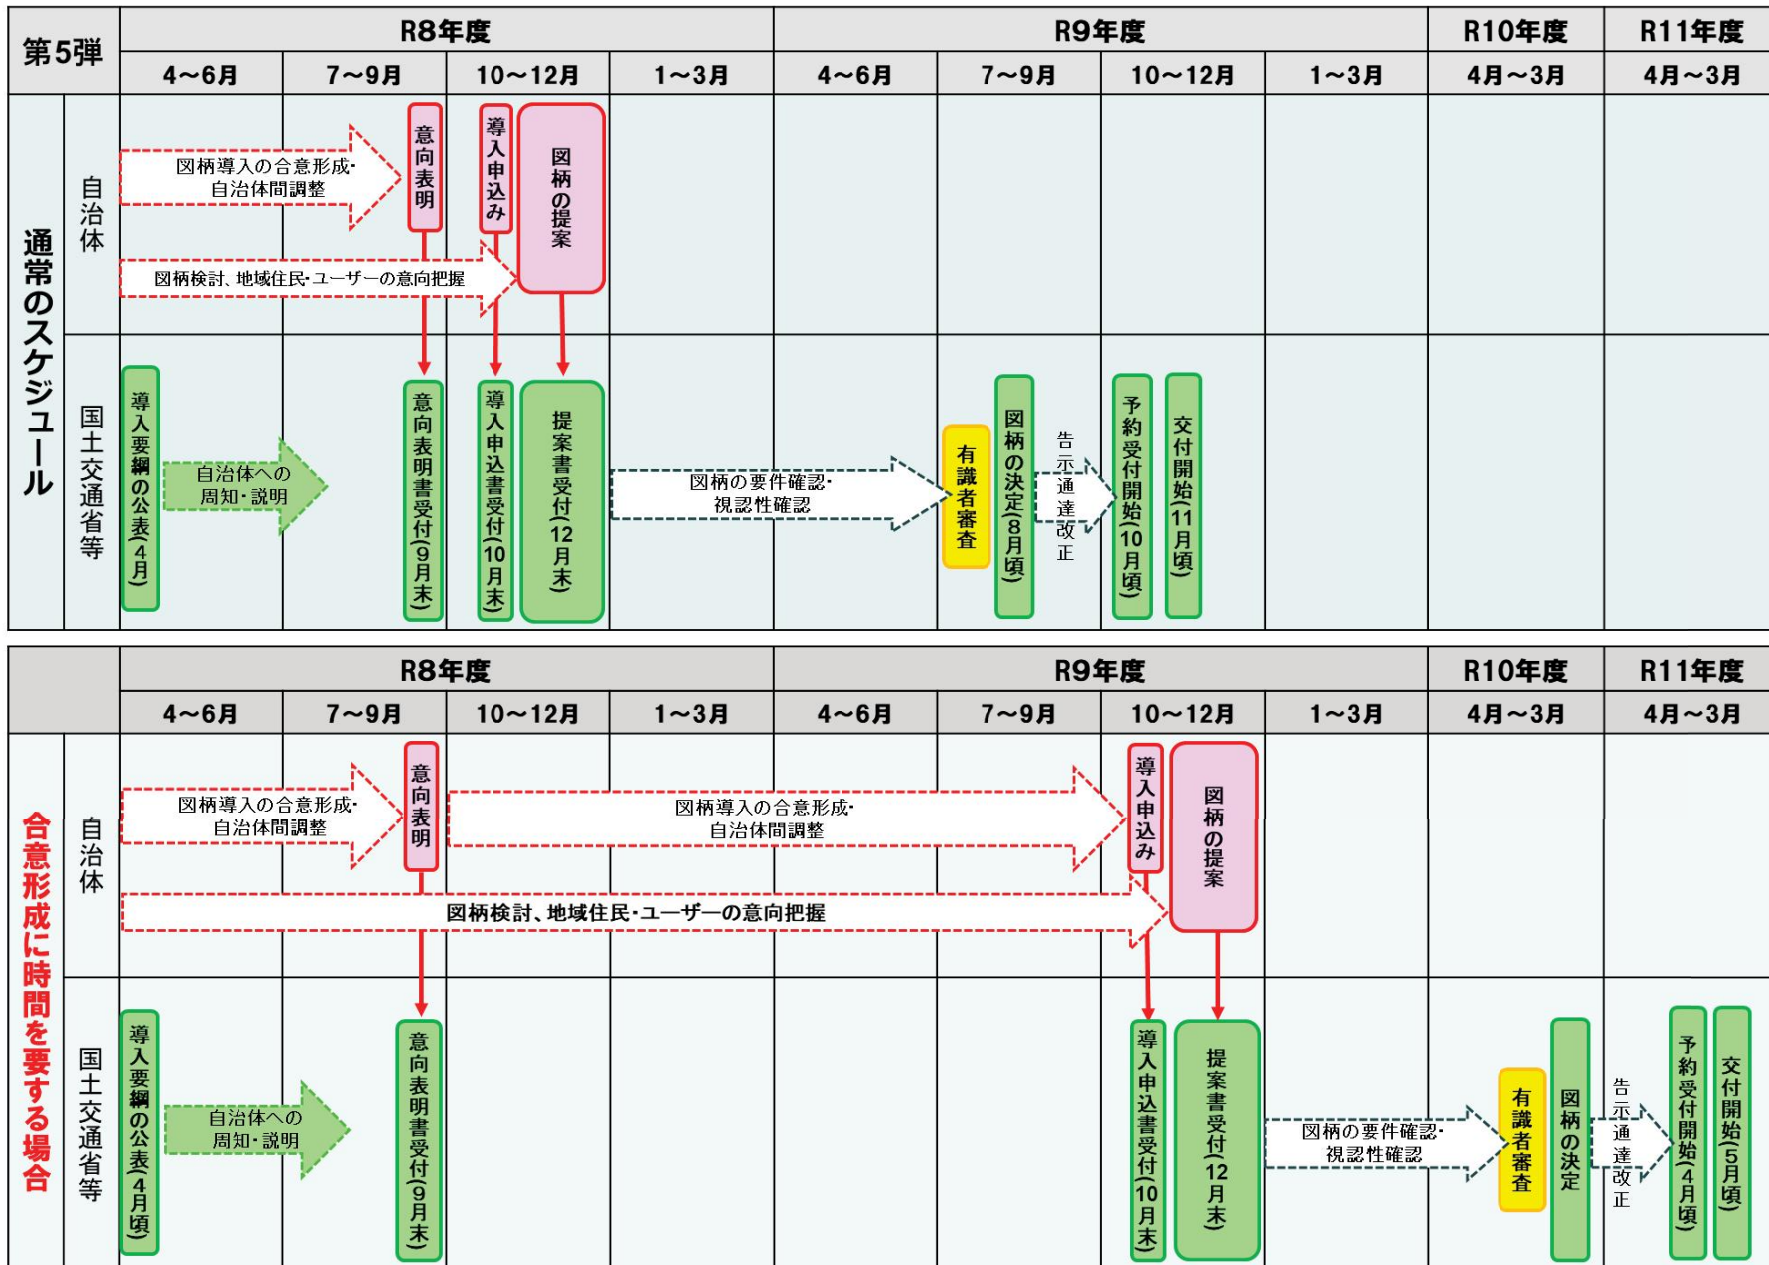 第5弾
R8年度
R9年度
R10年度
R11年度
4～6月
7～9月
10～12月
1～3月
4～6月
7～9月
10～12月
1～3月
4月～3月
4月～3月
通常のスケジュール
自治体
図柄導入の合意形成・
自治体間調整
意向表明
導入申込み
図柄の提案
図柄検討、地域住民・ユーザーの意向把握
国土交通省等
導入要綱の公表(4月)
自治体への
周知・説明
意向表明書受付(9月末)
導入申込書受付(10月末)
提案書受付(12月末)
図柄の要件確認・
視認性確認
有識者審査
図柄の決定(8月頃)
告示通達改正
予約受付開始(10月頃)
交付開始(11月頃)
R8年度
R9年度
R10年度
R11年度
4～6月
7～9月
10～12月
1～3月
4～6月
7～9月
10～12月
1～3月
4月～3月
4月～3月
合意形成に時間を要する場合
自治体
図柄導入の合意形成・
自治体間調整
意向表明
図柄導入の合意形成・
自治体間調整
導入申込み
図柄の提案
図柄検討、地域住民・ユーザーの意向把握
国土交通省等
導入要綱の公表(4月頃)
自治体への
周知・説明
意向表明書受付(9月末)
導入申込書受付(10月末)
提案書受付(12月末)
図柄の要件確認・
視認性確認
有識者審査
図柄の決定
告示通達改正
予約受付開始(4月頃)
交付開始(5月頃)